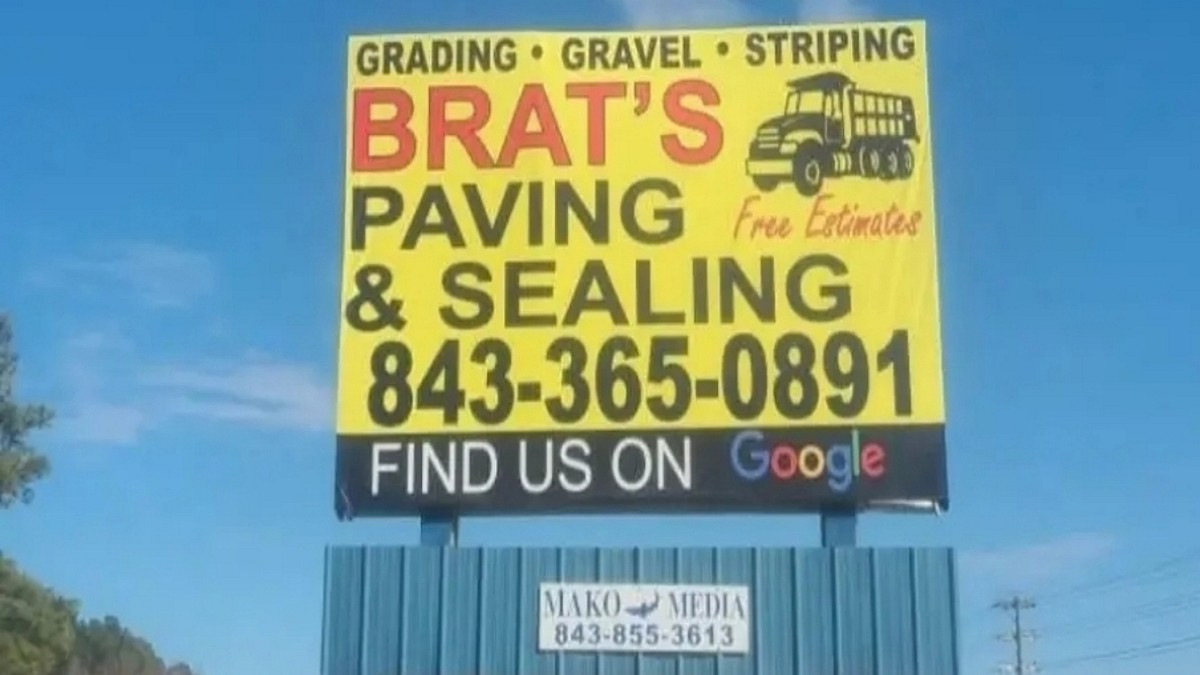 GRADING • GRAVEL • STRIPING
BRAT'S
PAVING
Free Estimates
& SEALING
843-365-0891
FIND US ON Google
MAKO MEDIA
843-855-3613